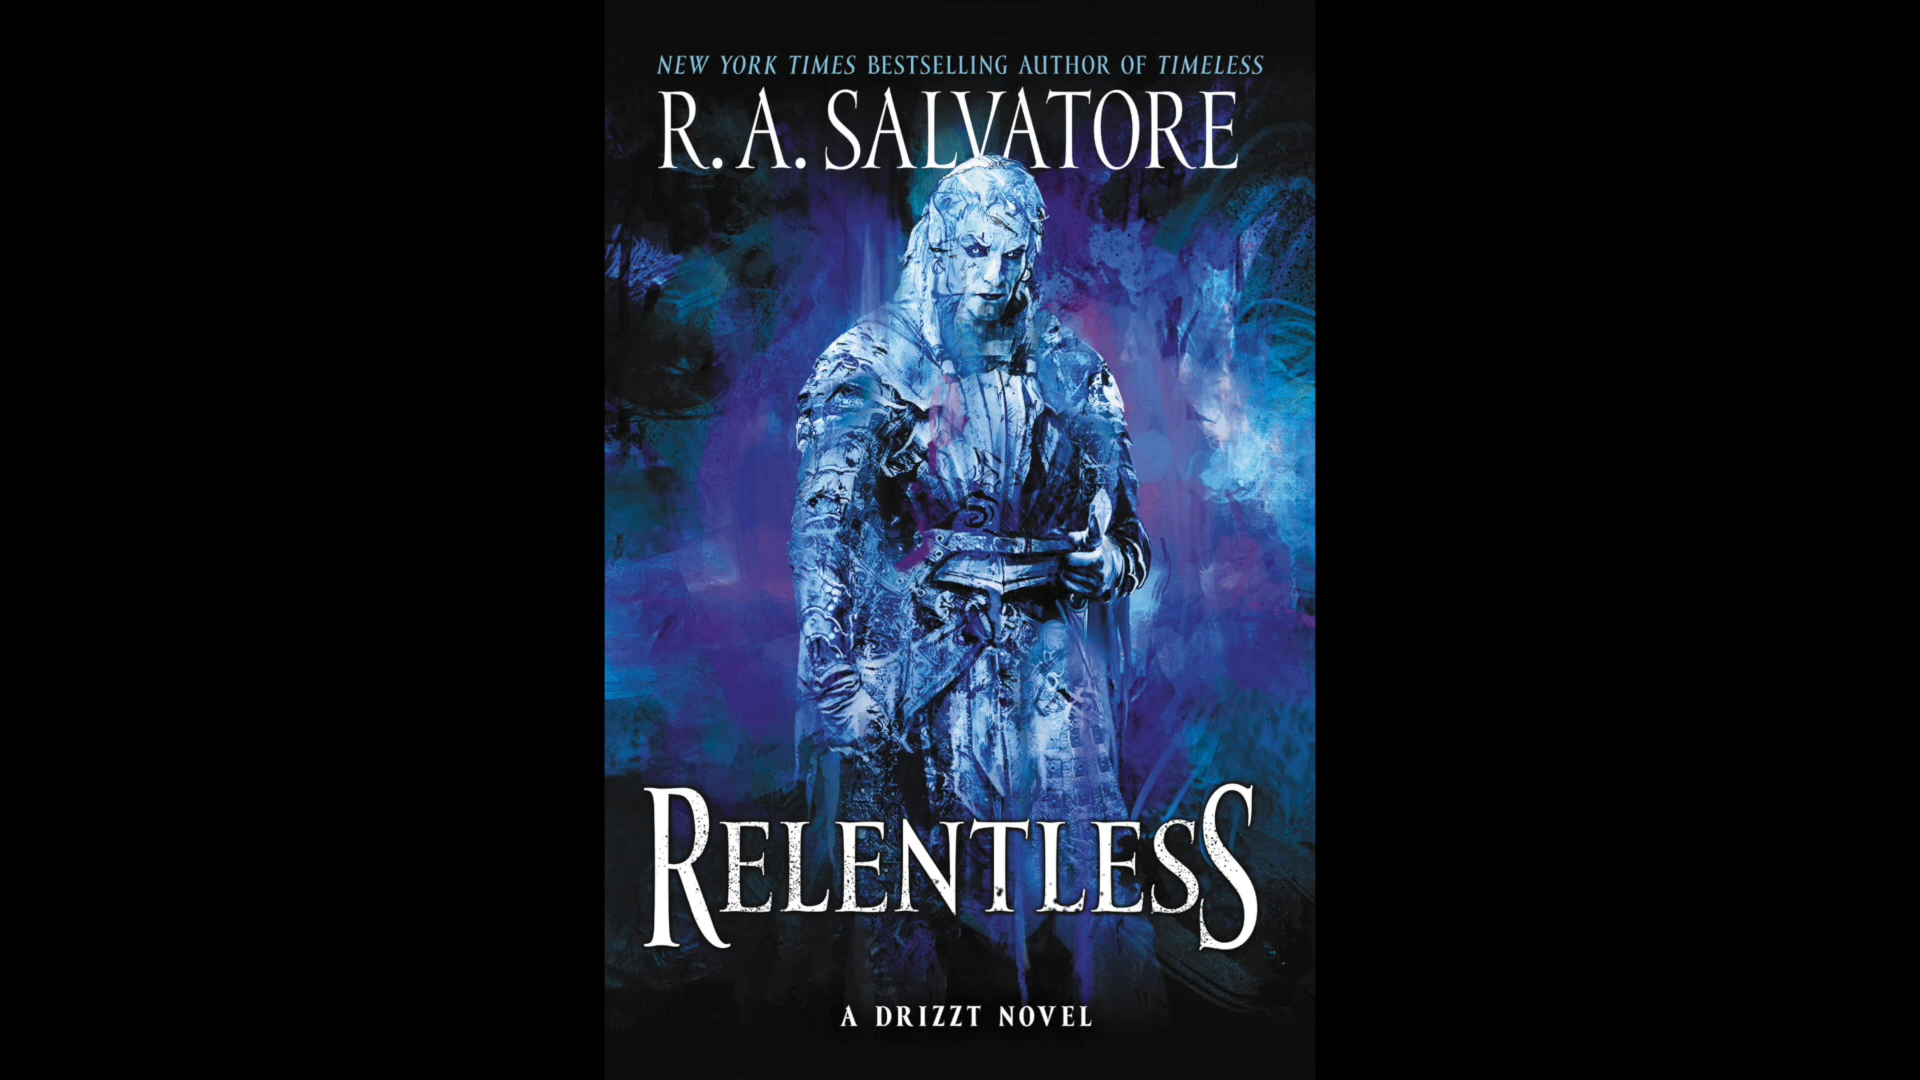 NEW YORK TIMES BESTSELLING AUTHOR OF TIMELESS
R. A. SALVATORE
RELENTLESS
A DRIZZT NOVEL